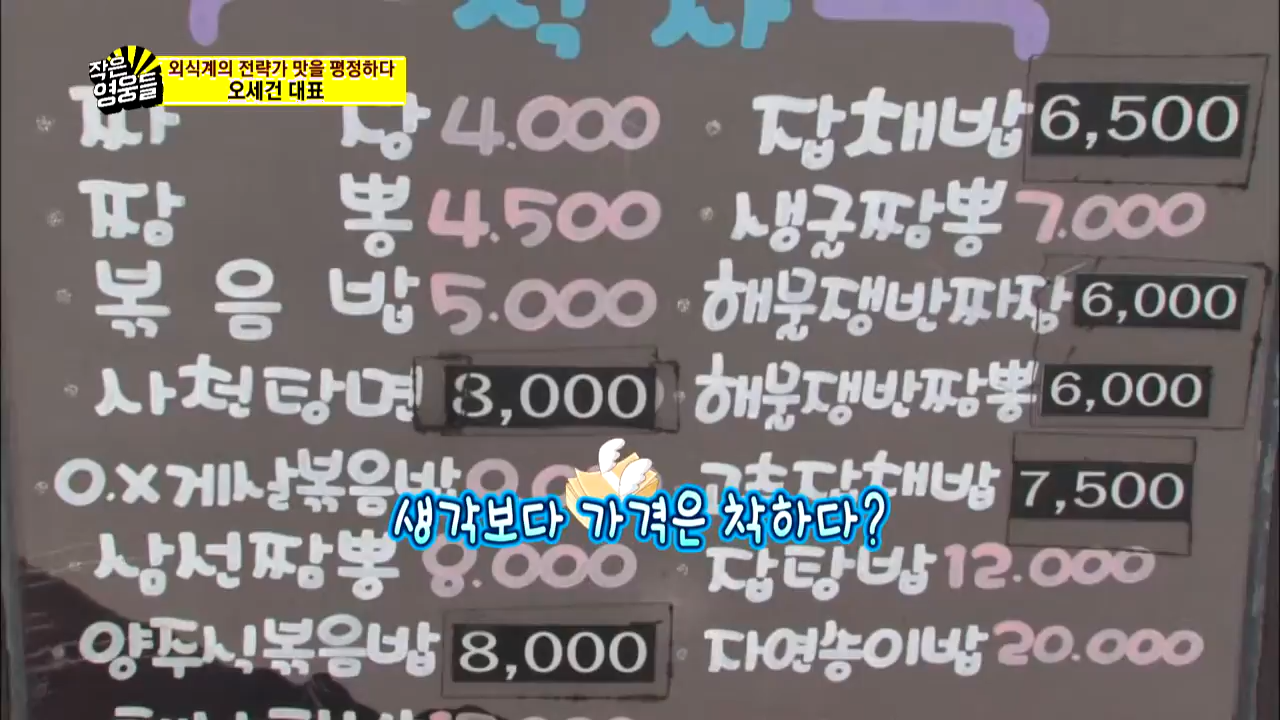 작은
영웅들
외식계의 전략가 맛을 평정하다
오세건 대표
식사
짜 장 4.000
짬 뽕 4.500
볶음밥 5.000
사천탕면 8,000
O.X게살볶음밥
삼선짬뽕 8.000
양주식볶음밥 8,000
잡채밥 6,500
생굴짬뽕 7.000
해물쟁반짜장 6,000
해물쟁반짬뽕 6,000
고추잡채밥 7,500
잡탕밥 12.000
자연송이밥 20.000
생각보다 가격은 착하다?